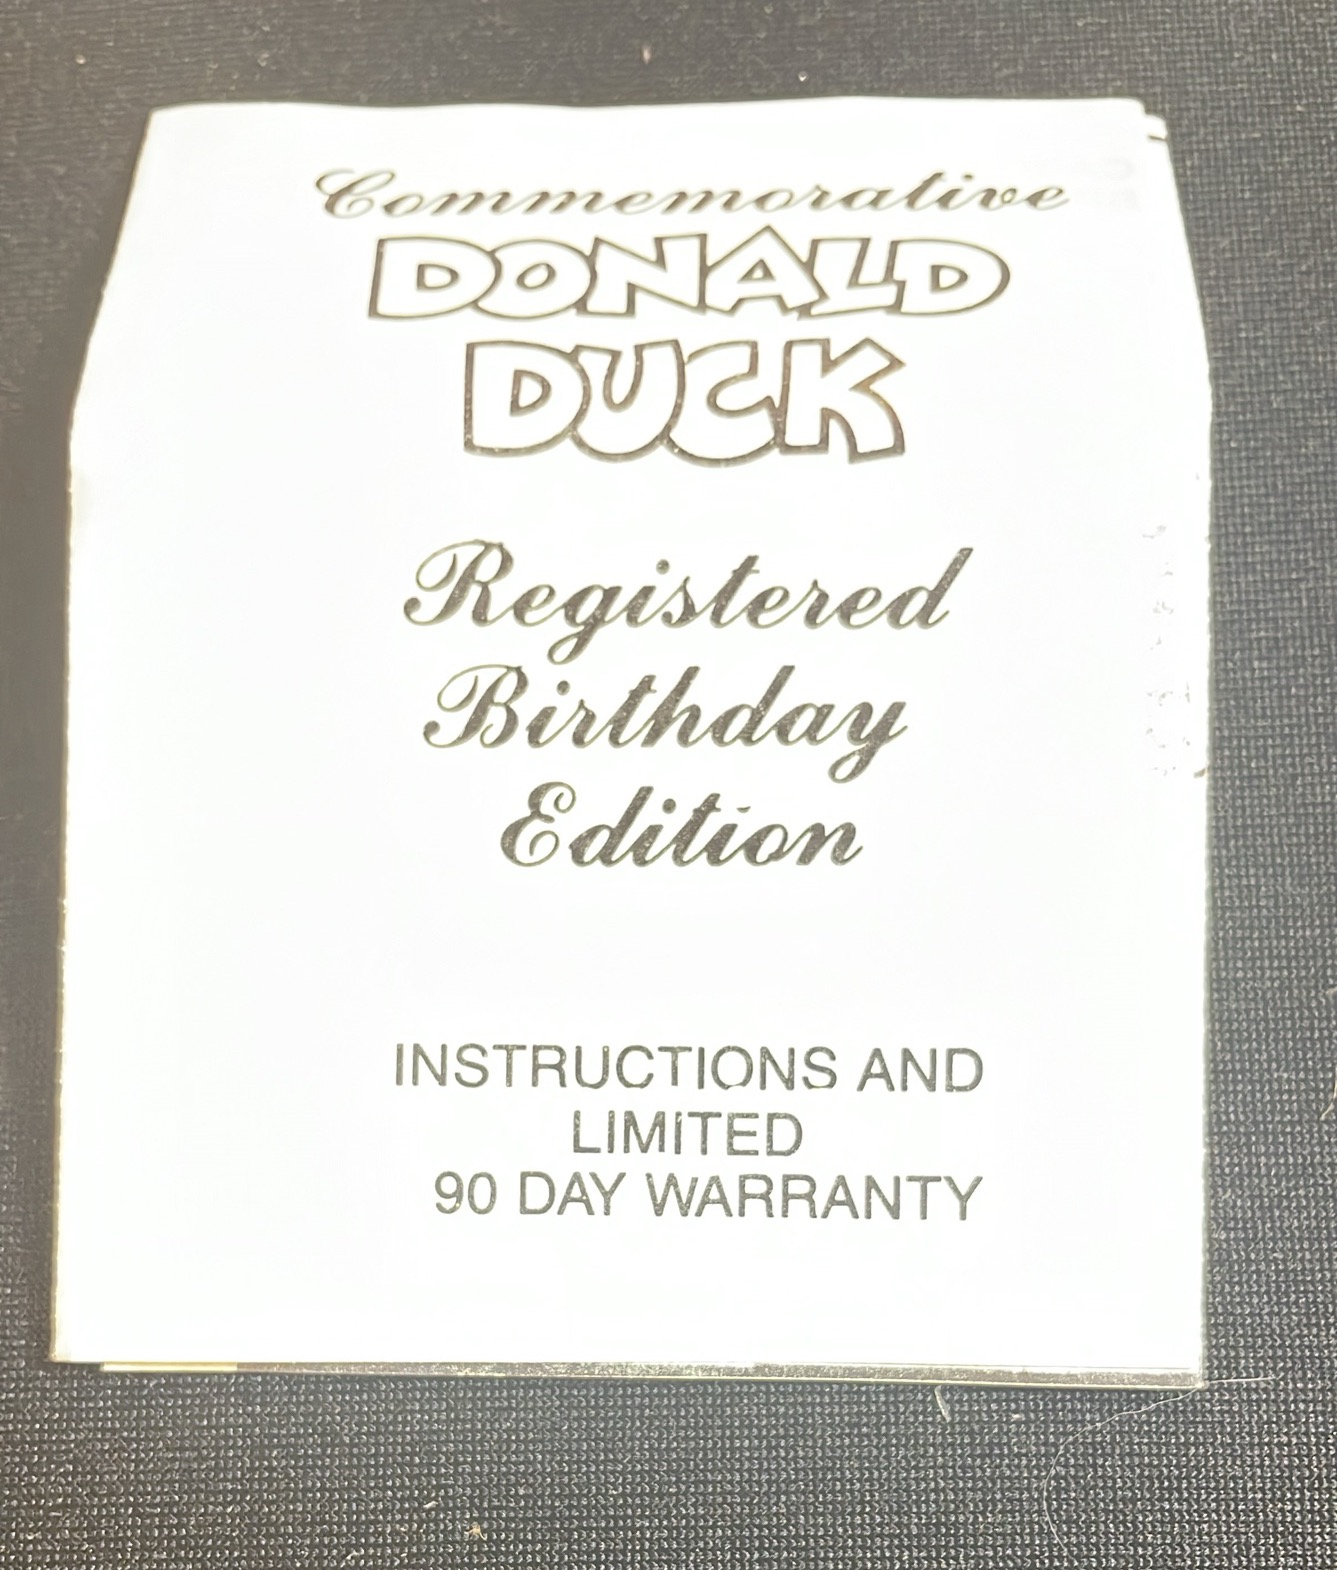 Commemorative
DONALD
DUCK
Registered
Birthday
Edition
INSTRUCTIONS AND
LIMITED
90 DAY WARRANTY